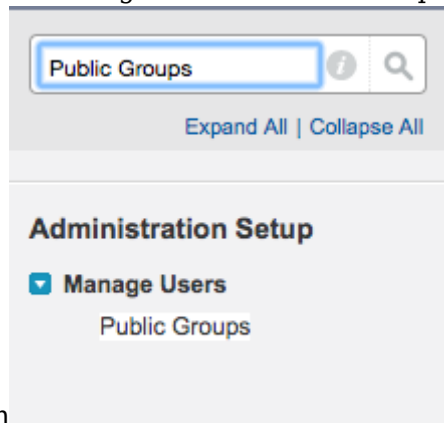 Public Groups
Expand All | Collapse All
Administration Setup
Manage Users
Public Groups